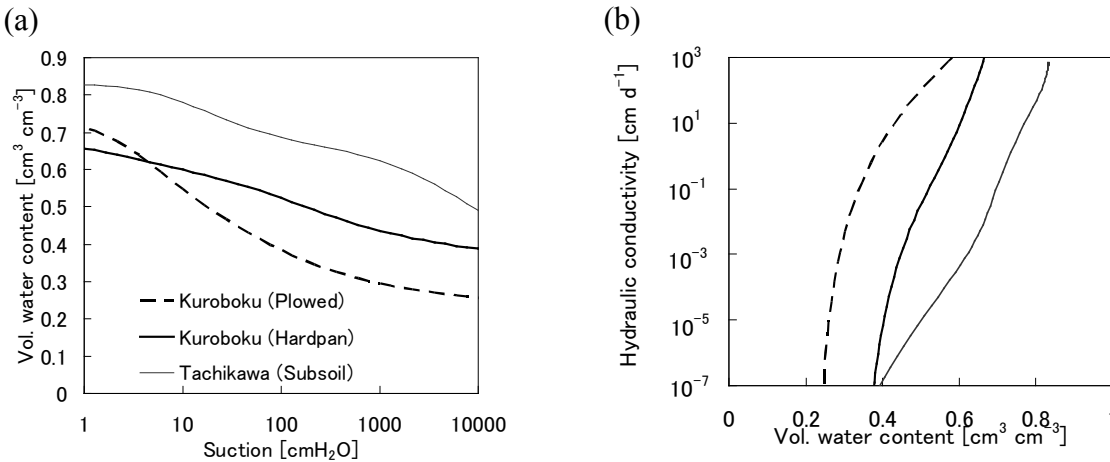 (a)
Vol. water content [cm³ cm⁻³]
0.9
0.8
0.7
0.6
0.5
0.4
0.3
0.2
0.1
0
Kuroboku (Plowed)
Kuroboku (Hardpan)
Tachikawa (Subsoil)
1 10 100 1000 10000
Suction [cmH₂O]
(b)
Hydraulic conductivity [cm d⁻¹]
10³
10¹
10⁻¹
10⁻³
10⁻⁵
10⁻⁷
0 0.2 0.4 0.6 0.8
Vol. water content [cm³ cm⁻³]